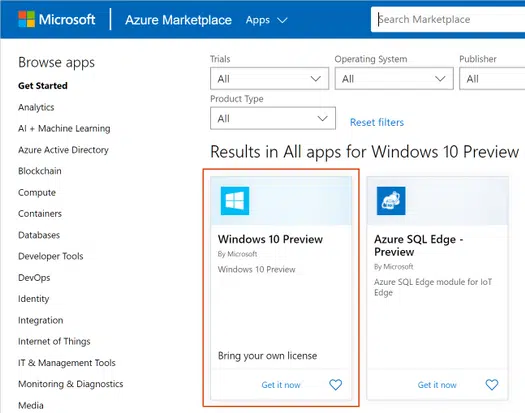 Microsoft
Azure Marketplace
Apps
Search Marketplace
Browse apps
Get Started
Analytics
AI + Machine Learning
Azure Active Directory
Blockchain
Compute
Containers
Databases
Developer Tools
DevOps
Identity
Integration
Internet of Things
IT & Management Tools
Monitoring & Diagnostics
Media
Trials
All
Operating System
All
Publisher
All
Product Type
All
Reset filters
Results in All apps for Windows 10 Preview
Windows 10 Preview
By Microsoft
Windows 10 Preview
Bring your own license
Get it now
Azure SQL Edge -
Preview
By Microsoft
Azure SQL Edge module for IoT
Edge
Get it now